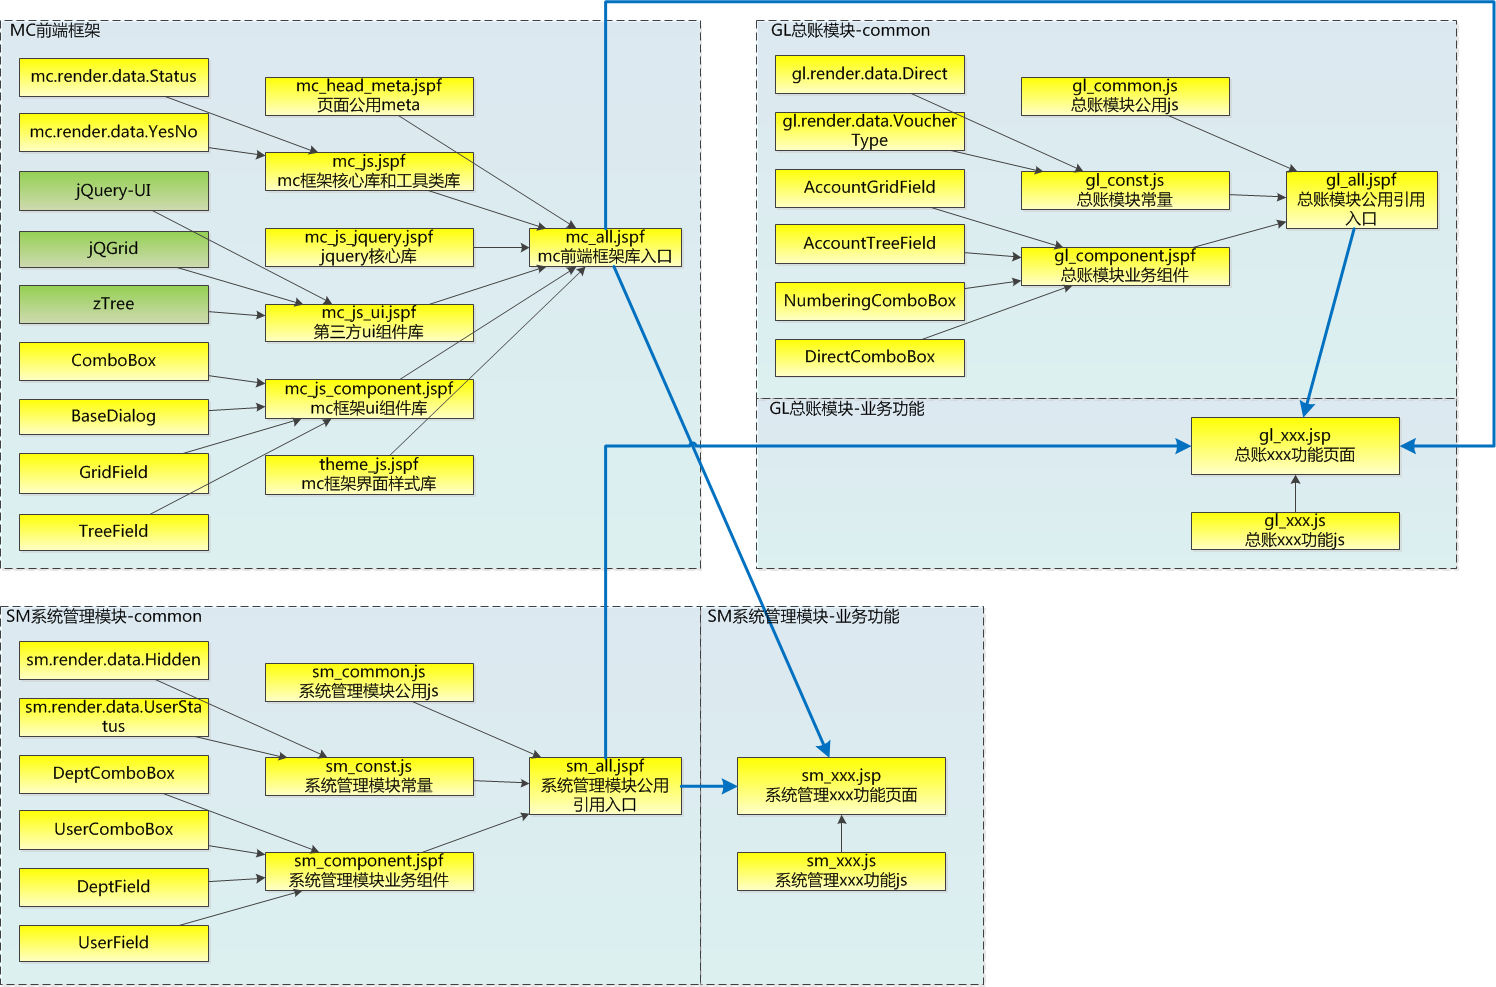 MC前端框架
mc.render.data.Status
mc.render.data.YesNo
jQuery-UI
jQGrid
zTree
ComboBox
BaseDialog
GridField
TreeField
mc_head_meta.jspf
页面公用meta
mc_js.jspf
mc框架核心库和工具类库
mc_js_jquery.jspf
jquery核心库
mc_js_ui.jspf
第三方ui组件库
mc_js_component.jspf
mc框架ui组件库
theme_js.jspf
mc框架界面样式库
mc_all.jspf
mc前端框架库入口
GL总账模块-common
gl.render.data.Direct
gl.render.data.Voucher
Type
AccountGridField
AccountTreeField
NumberingComboBox
DirectComboBox
gl_common.js
总账模块公用js
gl_const.js
总账模块常量
gl_component.jspf
总账模块业务组件
gl_all.jspf
总账模块公用引用
入口
GL总账模块-业务功能
gl_xxx.jsp
总账xxx功能页面
gl_xxx.js
总账xxx功能js
SM系统管理模块-common
sm.render.data.Hidden
sm.render.data.UserSta
tus
DeptComboBox
UserComboBox
DeptField
UserField
sm_common.js
系统管理模块公用js
sm_const.js
系统管理模块常量
sm_component.jspf
系统管理模块业务组件
sm_all.jspf
系统管理模块公用
引用入口
SM系统管理模块-业务功能
sm_xxx.jsp
系统管理xxx功能页面
sm_xxx.js
系统管理xxx功能js